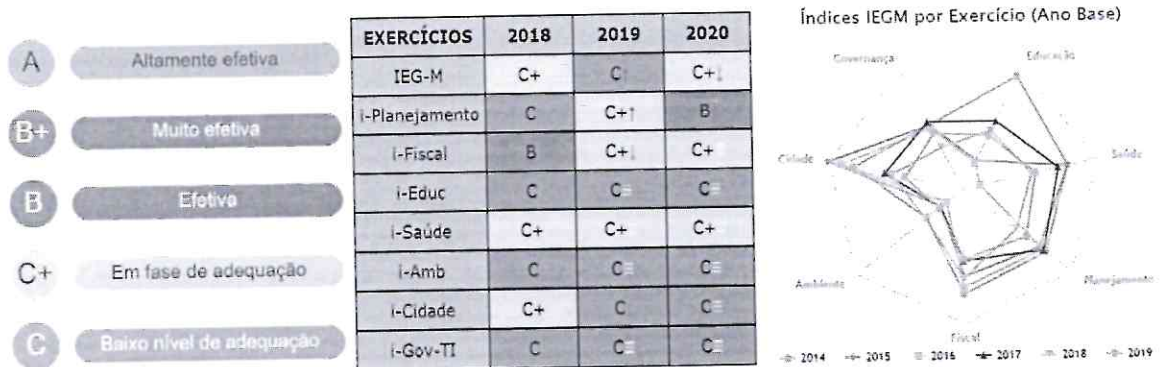 A Altamente efetiva
B+ Muito efetiva
B Efetiva
C+ Em fase de adequação
C Baixo nível de adequação
EXERCÍCIOS 2018 2019 2020
IEG-M C+ C↑ C+↓
i-Planejamento C C+↑ B
i-Fiscal B C+↓ C+
i-Educ C C= C=
i-Saúde C+ C+ C+
i-Amb C C= C=
i-Cidade C+ C C=
i-Gov-TI C C= C=
Índices IEGM por Exercício (Ano Base)
Governança
Educação
Cidade
Saúde
Ambiente
Planejamento
Fiscal
2014 2015 2016 2017 2018 2019